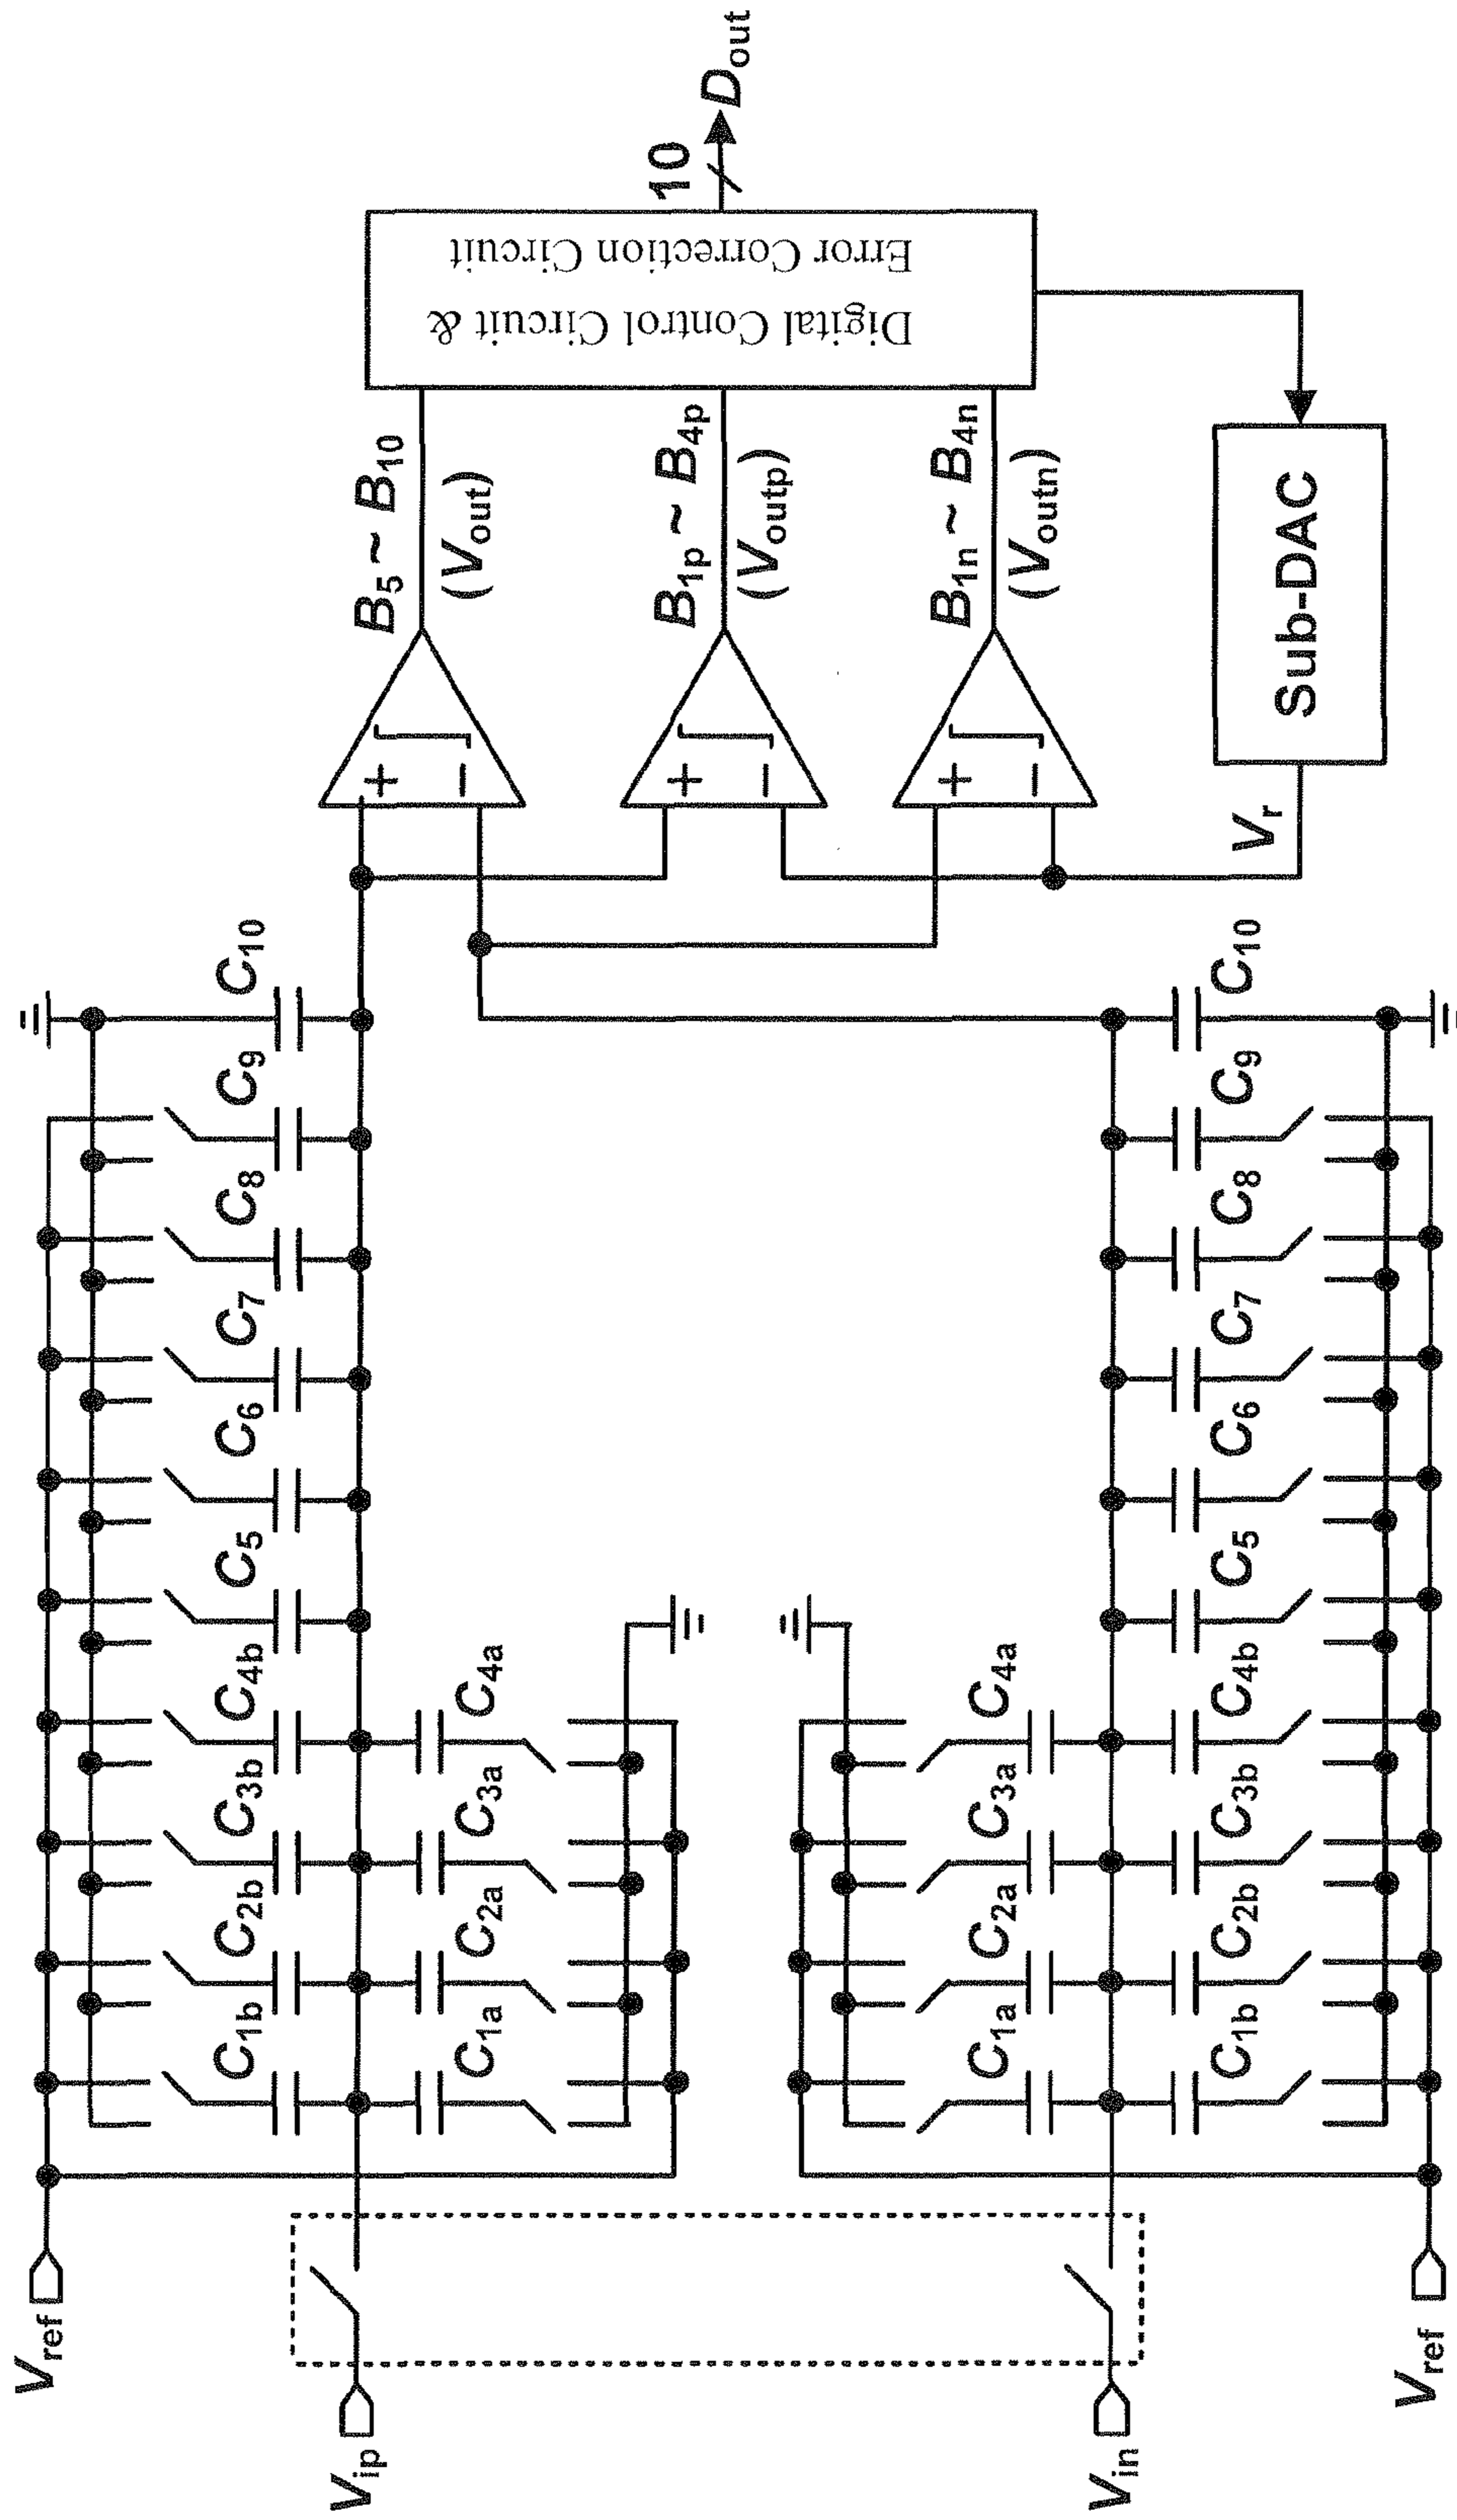 V_ref
C_1b C_2b C_3b C_4b C_5 C_6 C_7 C_8 C_9 C_10
V_ip
C_1a C_2a C_3a C_4a
B_5 ~ B_10
(V_out)
B_1p ~ B_4p
(V_outp)
B_1n ~ B_4n
(V_outn)
+
−
+
−
+
−
Digital Control Circuit &
Error Correction Circuit
10
D_out
C_1a C_2a C_3a C_4a
V_in
C_1b C_2b C_3b C_4b C_5 C_6 C_7 C_8 C_9 C_10
V_r
Sub-DAC
V_ref